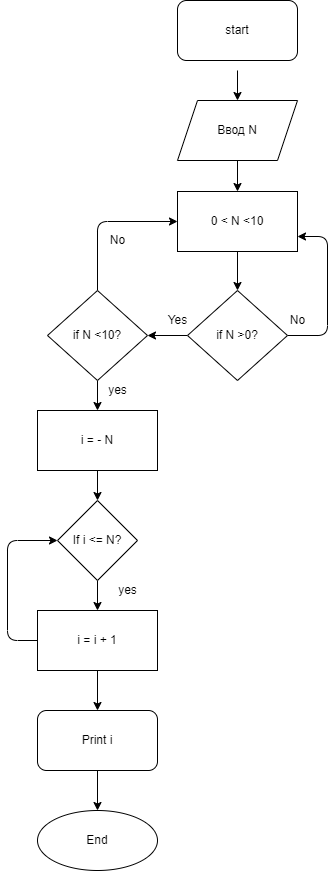 start
Ввод N
0 < N <10
No
if N <10?
Yes
if N >0?
No
yes
i = - N
If i <= N?
yes
i = i + 1
Print i
End